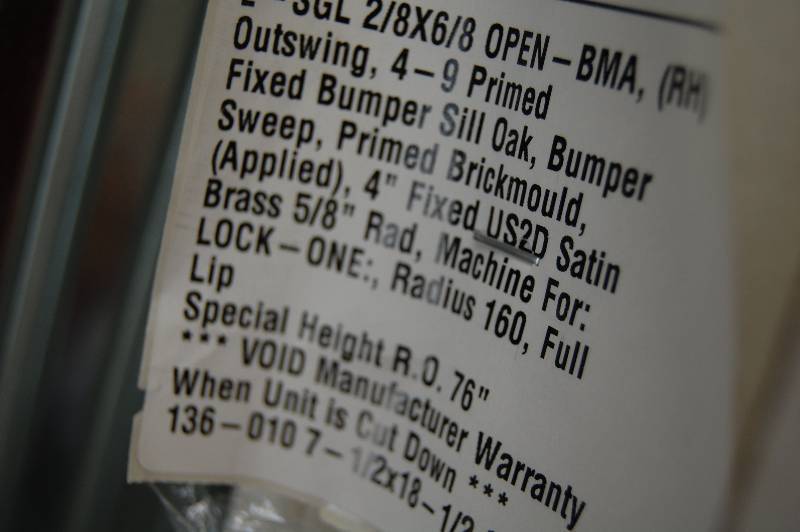 SGL 2/8X6/8 OPEN-BMA, (RH)
Outswing, 4-9 Primed
Fixed Bumper Sill Oak, Bumper
Sweep, Primed Brickmould,
(Applied), 4" Fixed US2D Satin
Brass 5/8" Rad, Machine For:
LOCK-ONE:, Radius 160, Full
Lip
Special Height R.O. 76"
*** VOID Manufacturer Warranty
When Unit is Cut Down ***
136-010 7-1/2x18-1/2